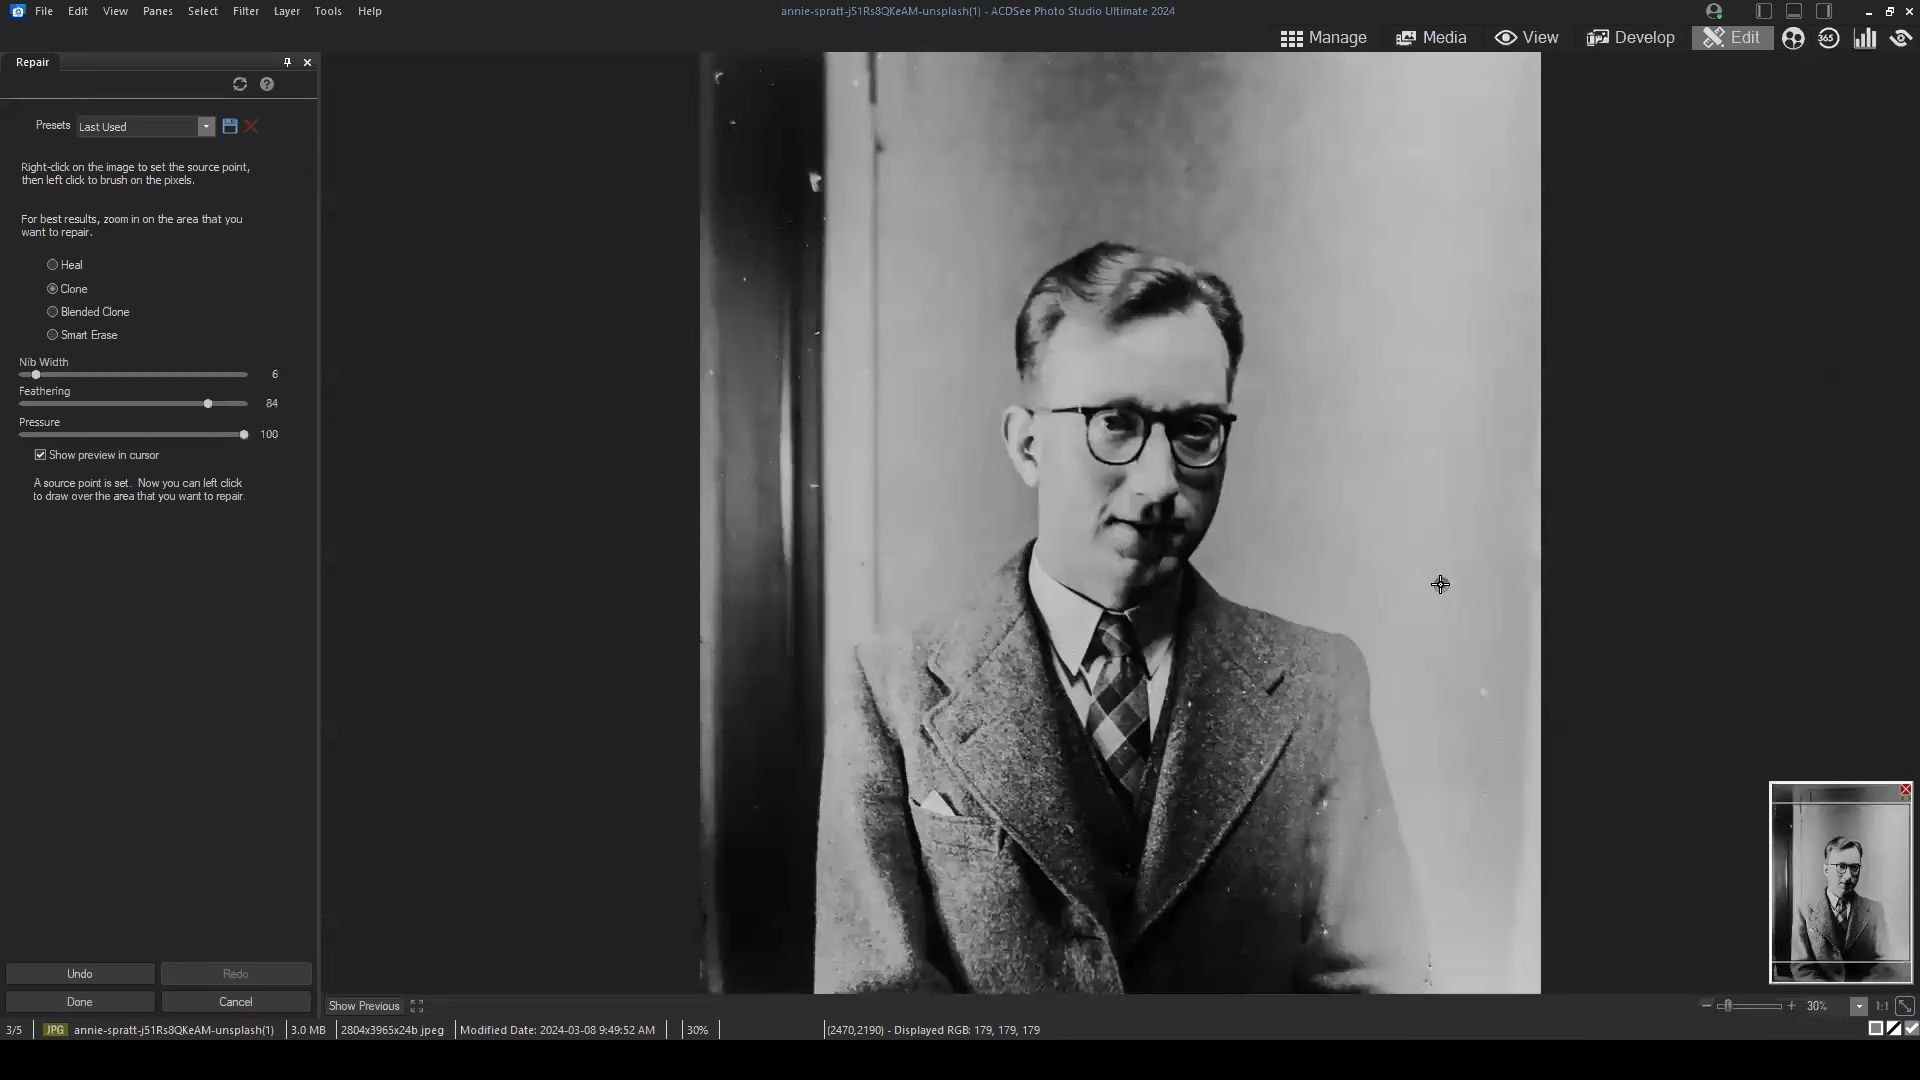 File Edit View Panes Select Filter Layer Tools Help
annie-spratt-j51Rs8QKeAM-unsplash(1) - ACDSee Photo Studio Ultimate 2024
Manage Media View Develop Edit 365
Repair
Presets Last Used
Right-click on the image to set the source point,
then left click to brush on the pixels.
For best results, zoom in on the area that you
want to repair.
Heal
Clone
Blended Clone
Smart Erase
Nib Width
6
Feathering
84
Pressure
100
Show preview in cursor
A source point is set. Now you can left click
to draw over the area that you want to repair.
Undo Redo
Done Cancel
Show Previous
30% 1:1
3/5 JPG annie-spratt-j51Rs8QKeAM-unsplash(1) 3.0 MB 2804x3965x24b jpeg Modified Date: 2024-03-08 9:49:52 AM 30% (2470,2190) - Displayed RGB: 179, 179, 179